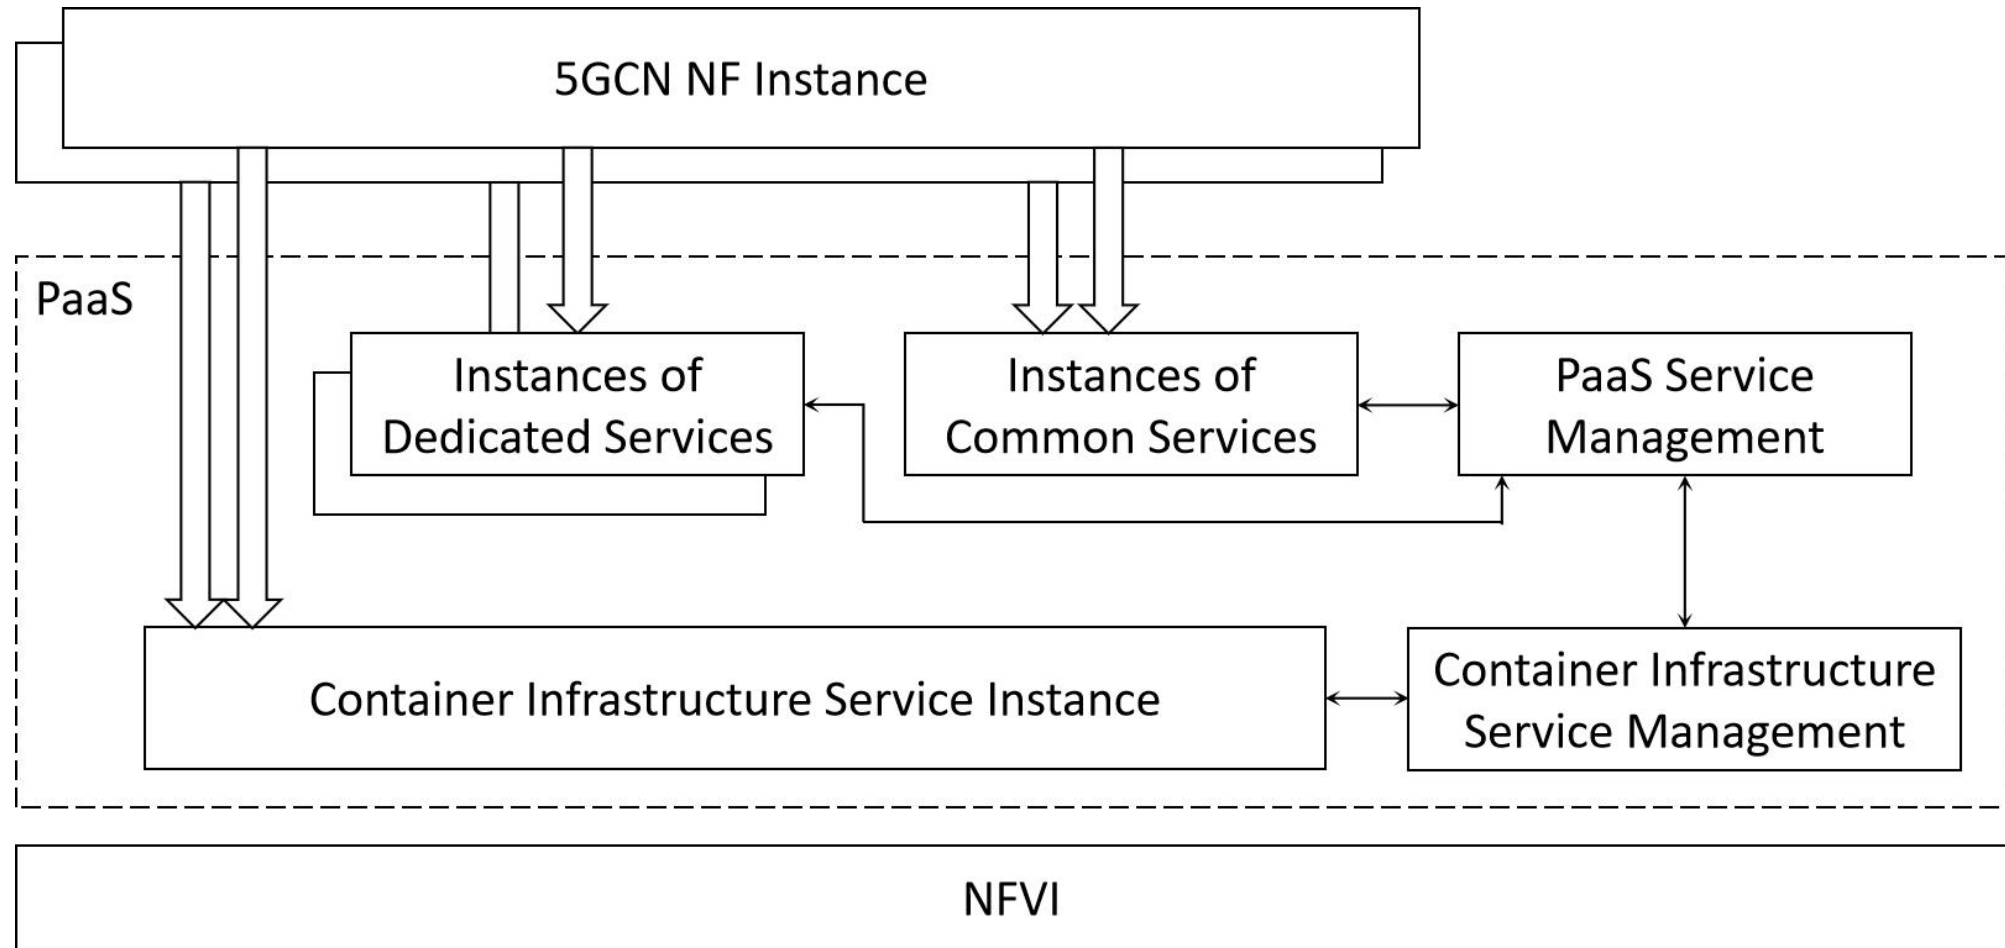 5GCN NF Instance
PaaS
Instances of
Dedicated Services
Instances of
Common Services
PaaS Service
Management
Container Infrastructure Service Instance
Container Infrastructure
Service Management
NFVI